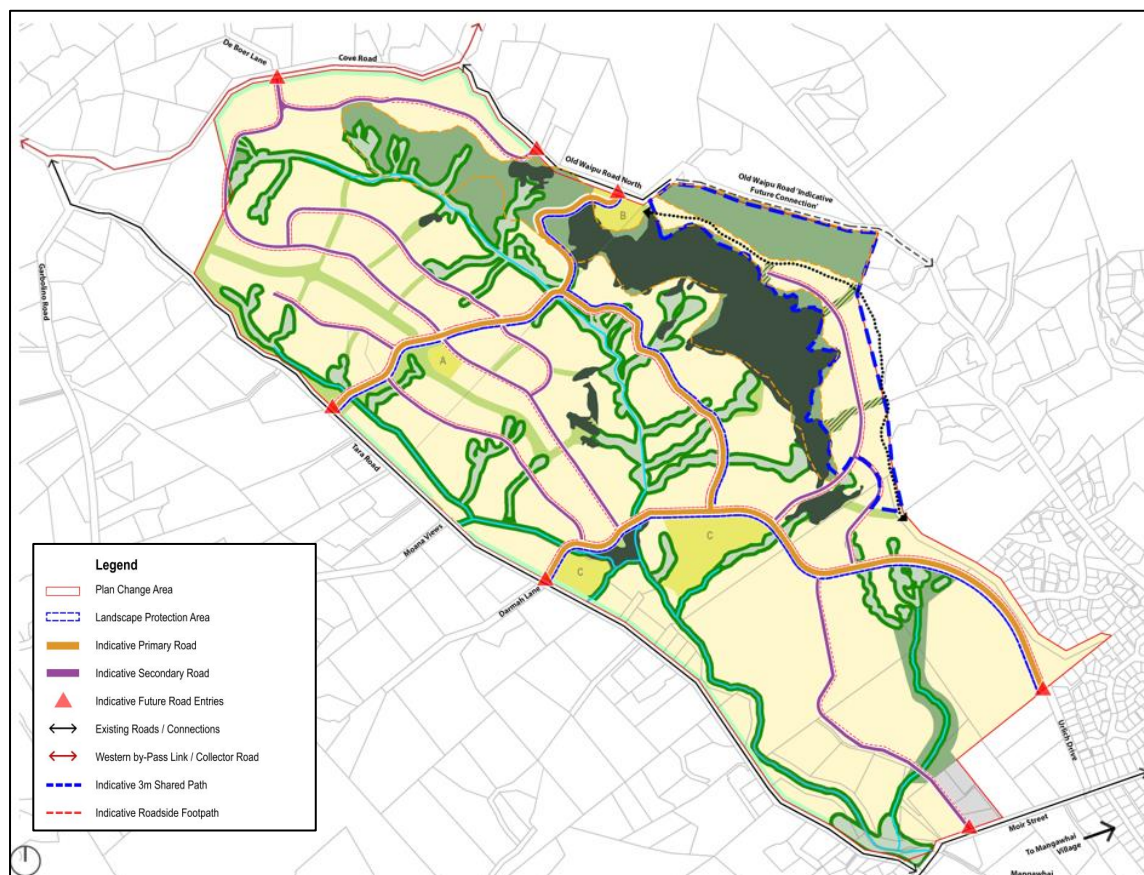 De Boer Lane
Cove Road
Old Waipu Road North
Old Waipu Road 'Indicative
Future Connection'
B
Garbolino Road
A
Tara Road
Moana Views
C
C
Darmah Lane
Urlich Drive
Moir Street
To Mangawhai
Village
Mangawhai
Legend
Plan Change Area
Landscape Protection Area
Indicative Primary Road
Indicative Secondary Road
Indicative Future Road Entries
Existing Roads / Connections
Western by-Pass Link / Collector Road
Indicative 3m Shared Path
Indicative Roadside Footpath